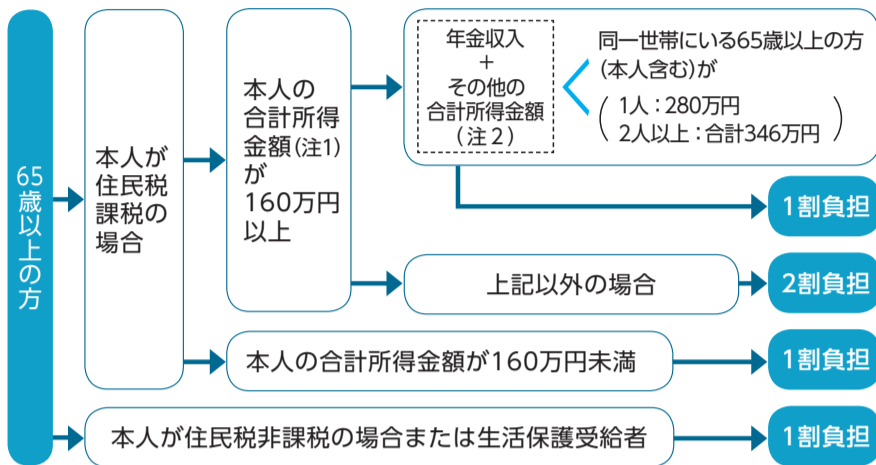 65歳以上の方
本人が
住民税
課税の
場合
本人の
合計所得
金額(注1)
が
160万円
以上
年金収入
+
その他の
合計所得金額
(注2)
<
同一世帯にいる65歳以上の方
(本人含む)が
(1人:280万円
2人以上:合計346万円)
1割負担
上記以外の場合
2割負担
本人の合計所得金額が160万円未満
1割負担
本人が住民税非課税の場合または生活保護受給者
1割負担